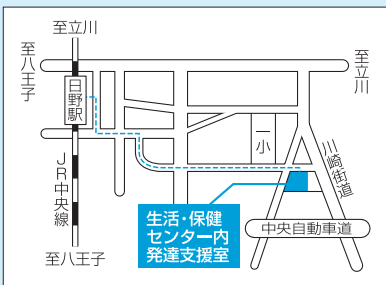 至立川
至八王子
至立川
日野駅
一小
川崎街道
JR中央線
生活・保健
センター内
発達支援室
中央自動車道
至八王子